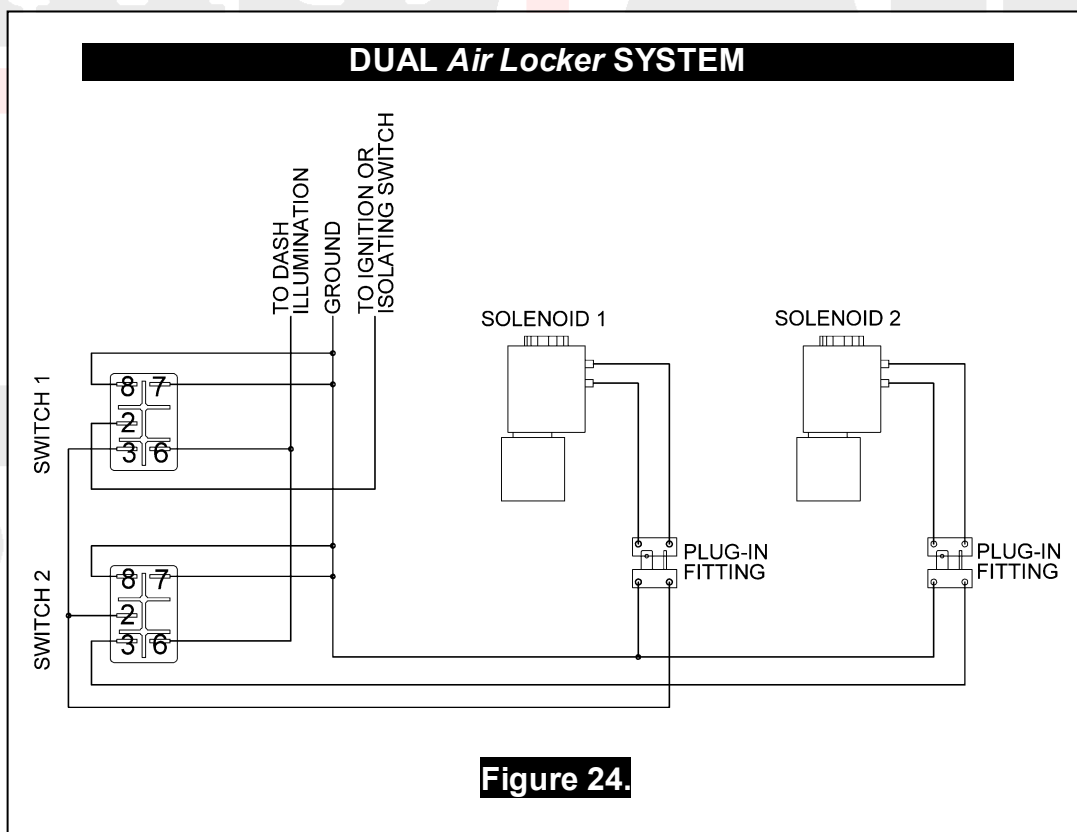 DUAL Air Locker SYSTEM
TO DASH
ILLUMINATION
GROUND
TO IGNITION OR
ISOLATING SWITCH
SOLENOID 1
SOLENOID 2
SWITCH 1
8 7
2
3 6
SWITCH 2
8 7
2
3 6
PLUG-IN
FITTING
PLUG-IN
FITTING
Figure 24.